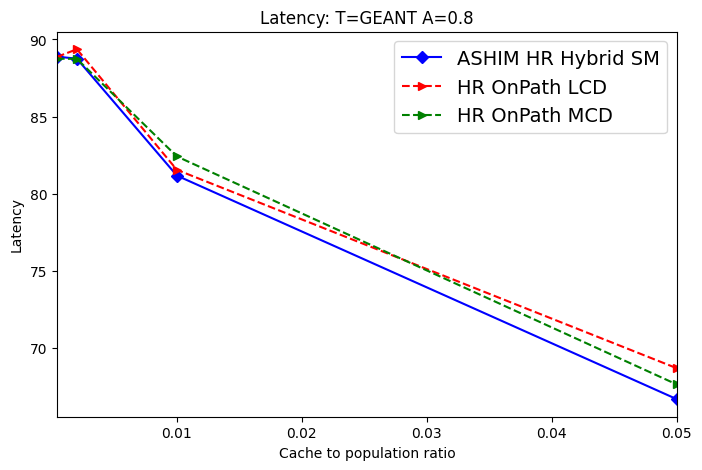 Latency: T=GEANT A=0.8
ASHIM HR Hybrid SM
HR OnPath LCD
HR OnPath MCD
Latency
90
85
80
75
70
0.01
0.02
0.03
0.04
0.05
Cache to population ratio